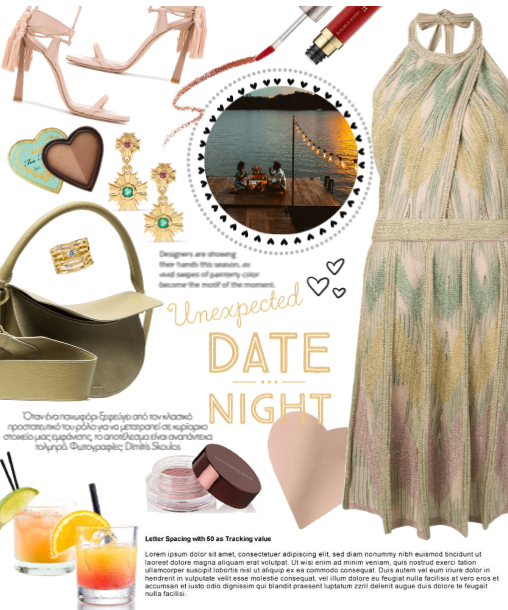 Designers are showing
their hands this season, as
vivid swipes of painterly color
become the motif of the moment.
Unexpected
DATE
NIGHT
Όταν ένα πανωφόρι ξεφεύγει από τον κλασικό
προστατευτικό του ρόλο για να μετατραπεί σε κυρίαρχο
στοιχείο μιας εμφάνισης, το αποτέλεσμα είναι αναπάντεχα
τολμηρό. Φωτογραφίες: Dimitris Skoulos
Letter Spacing with 50 as Tracking value
Lorem ipsum dolor sit amet, consectetuer adipiscing elit, sed diam nonummy nibh euismod tincidunt ut
laoreet dolore magna aliquam erat volutpat. Ut wisi enim ad minim veniam, quis nostrud exerci tation
ullamcorper suscipit lobortis nisl ut aliquip ex ea commodo consequat. Duis autem vel eum iriure dolor in
hendrerit in vulputate velit esse molestie consequat, vel illum dolore eu feugiat nulla facilisis at vero eros et
accumsan et iusto odio dignissim qui blandit praesent luptatum zzril delenit augue duis dolore te feugait
nulla facilisi.